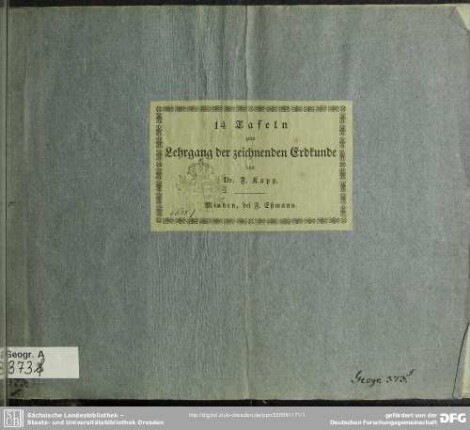 14 Tafeln
zum
Lehrgang der zeichnenden Erdkunde
von
Dr. F. Kapp.
Minden, bei F. Eßmann.
Geogr. A
Geogr. 373
Sächsische Landesbibliothek –
Staats- und Universitätsbibliothek Dresden
gefördert von der
Deutschen Forschungsgemeinschaft
DFG